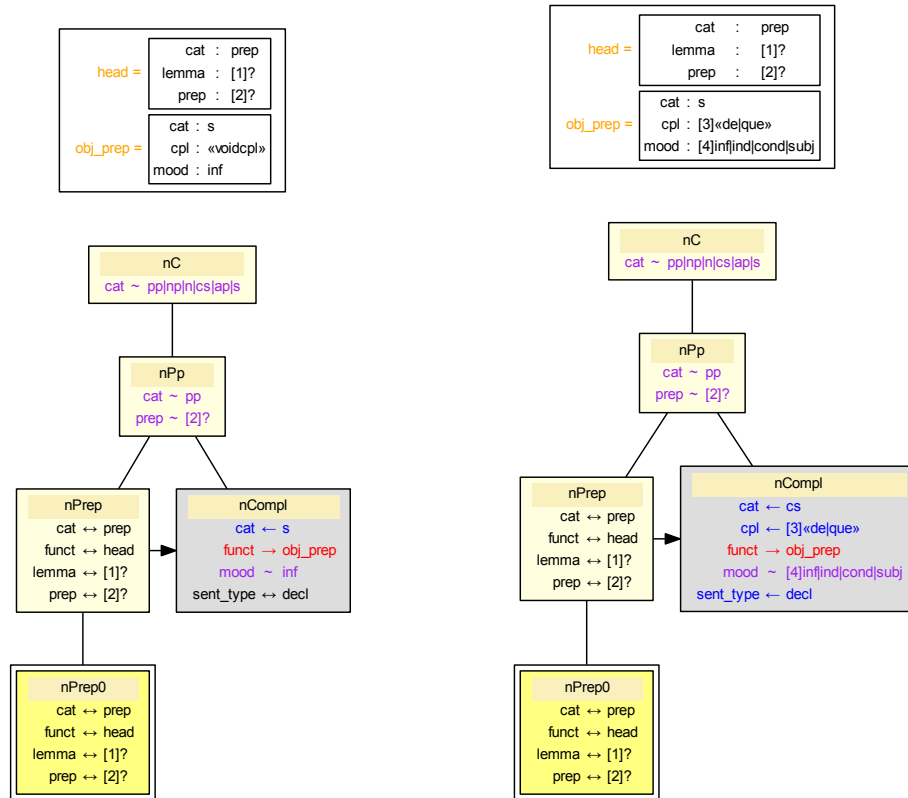 head =
cat : prep
lemma : [1]?
prep : [2]?
obj_prep =
cat : s
cpl : «voidcpl»
mood : inf
nC
cat ~ pp|np|n|cs|ap|s
nPp
cat ~ pp
prep ~ [2]?
nPrep
cat ↔ prep
funct ↔ head
lemma ↔ [1]?
prep ↔ [2]?
nCompl
cat ← s
funct → obj_prep
mood ~ inf
sent_type ↔ decl
nPrep0
cat ↔ prep
funct ↔ head
lemma ↔ [1]?
prep ↔ [2]?
head =
cat : prep
lemma : [1]?
prep : [2]?
obj_prep =
cat : s
cpl : [3]«de|que»
mood : [4]inf|ind|cond|subj
nC
cat ~ pp|np|n|cs|ap|s
nPp
cat ~ pp
prep ~ [2]?
nPrep
cat ↔ prep
funct ↔ head
lemma ↔ [1]?
prep ↔ [2]?
nCompl
cat ← cs
cpl ← [3]«de|que»
funct → obj_prep
mood ~ [4]inf|ind|cond|subj
sent_type ← decl
nPrep0
cat ↔ prep
funct ↔ head
lemma ↔ [1]?
prep ↔ [2]?